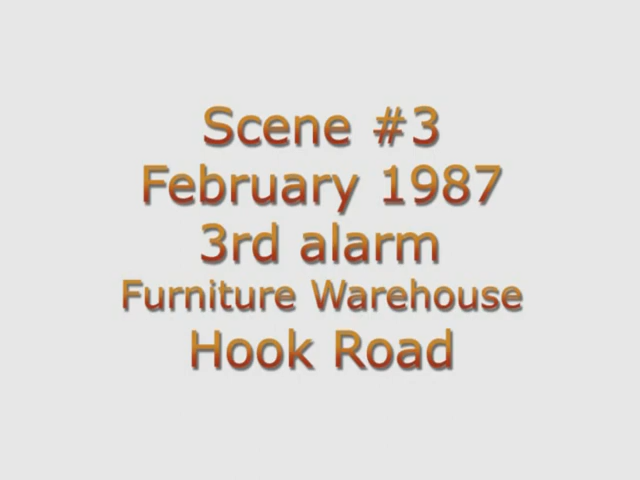 Scene #3
February 1987
3rd alarm
Furniture Warehouse
Hook Road